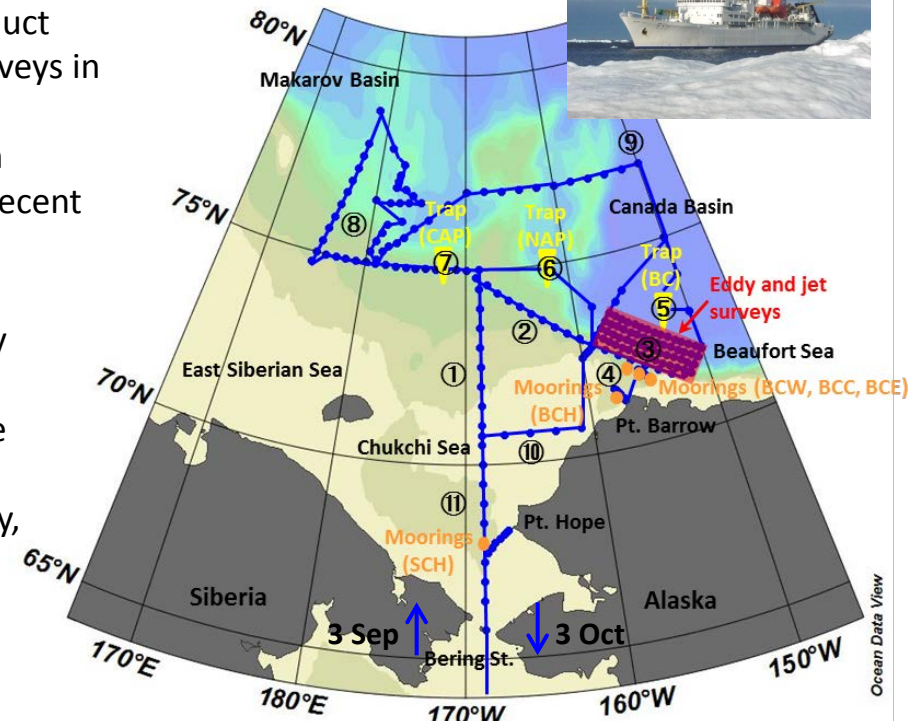 uct
veys in
ecent
y
e
y,
80°N
Makarov Basin
⑨
75°N
Canada Basin
Trap
(CAP)
Trap
(NAP)
⑧
⑦
⑥
Trap
(BC)
⑤
Eddy and jet
surveys
②
③
Beaufort Sea
①
④
East Siberian Sea
Moorings
(BCH)
Moorings (BCW, BCC, BCE)
70°N
Pt. Barrow
Chukchi Sea
⑩
⑪
Pt. Hope
Moorings
(SCH)
65°N
Siberia
Alaska
3 Sep
3 Oct
Bering St.
170°E
180°E
170°W
160°W
150°W
Ocean Data View